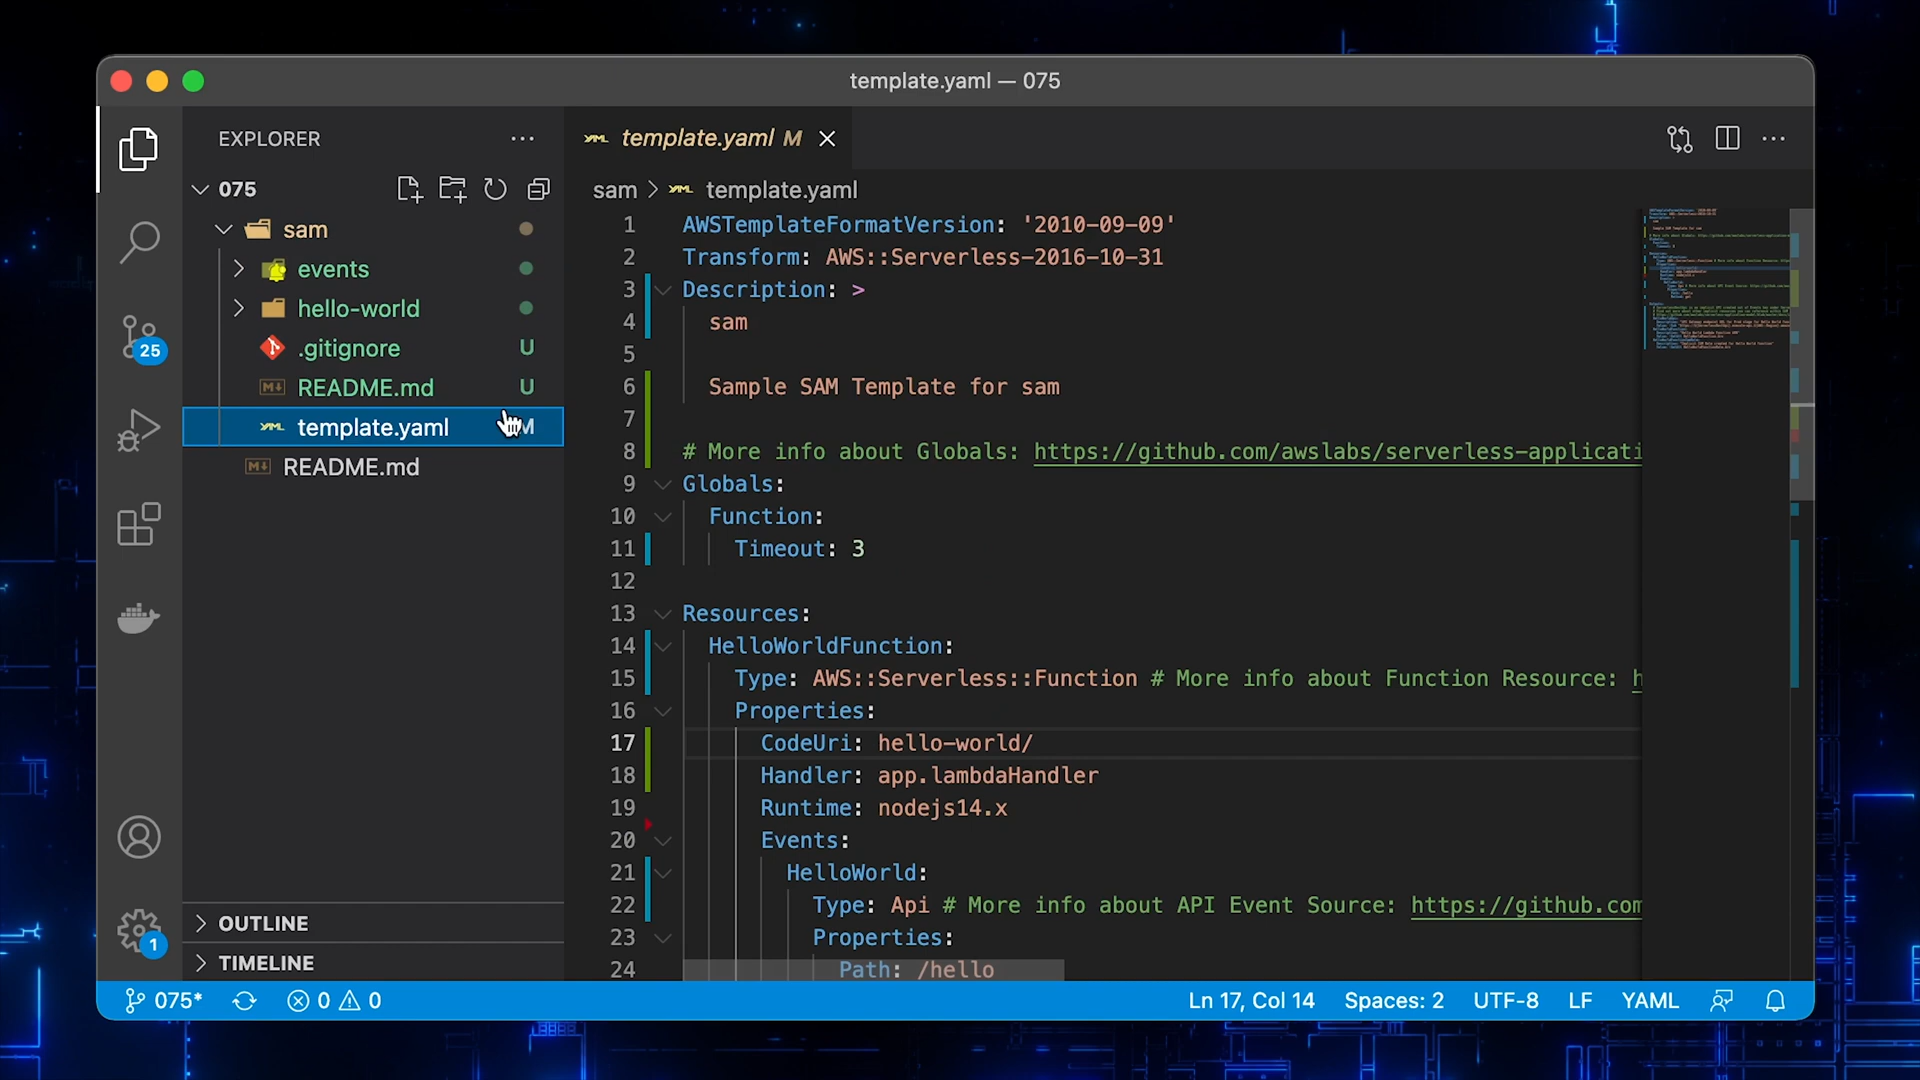 template.yaml — 075
EXPLORER
075
sam
events
hello-world
.gitignore U
README.md U
template.yaml M
README.md
OUTLINE
TIMELINE
25
1
template.yaml M
sam > template.yaml
1 AWSTemplateFormatVersion: '2010-09-09'
2 Transform: AWS::Serverless-2016-10-31
3 Description: >
4 sam
5
6 Sample SAM Template for sam
7
8 # More info about Globals: https://github.com/awslabs/serverless-applicati
9 Globals:
10 Function:
11 Timeout: 3
12
13 Resources:
14 HelloWorldFunction:
15 Type: AWS::Serverless::Function # More info about Function Resource: h
16 Properties:
17 CodeUri: hello-world/
18 Handler: app.lambdaHandler
19 Runtime: nodejs14.x
20 Events:
21 HelloWorld:
22 Type: Api # More info about API Event Source: https://github.com
23 Properties:
24 Path: /hello
075* 0 0 Ln 17, Col 14 Spaces: 2 UTF-8 LF YAML